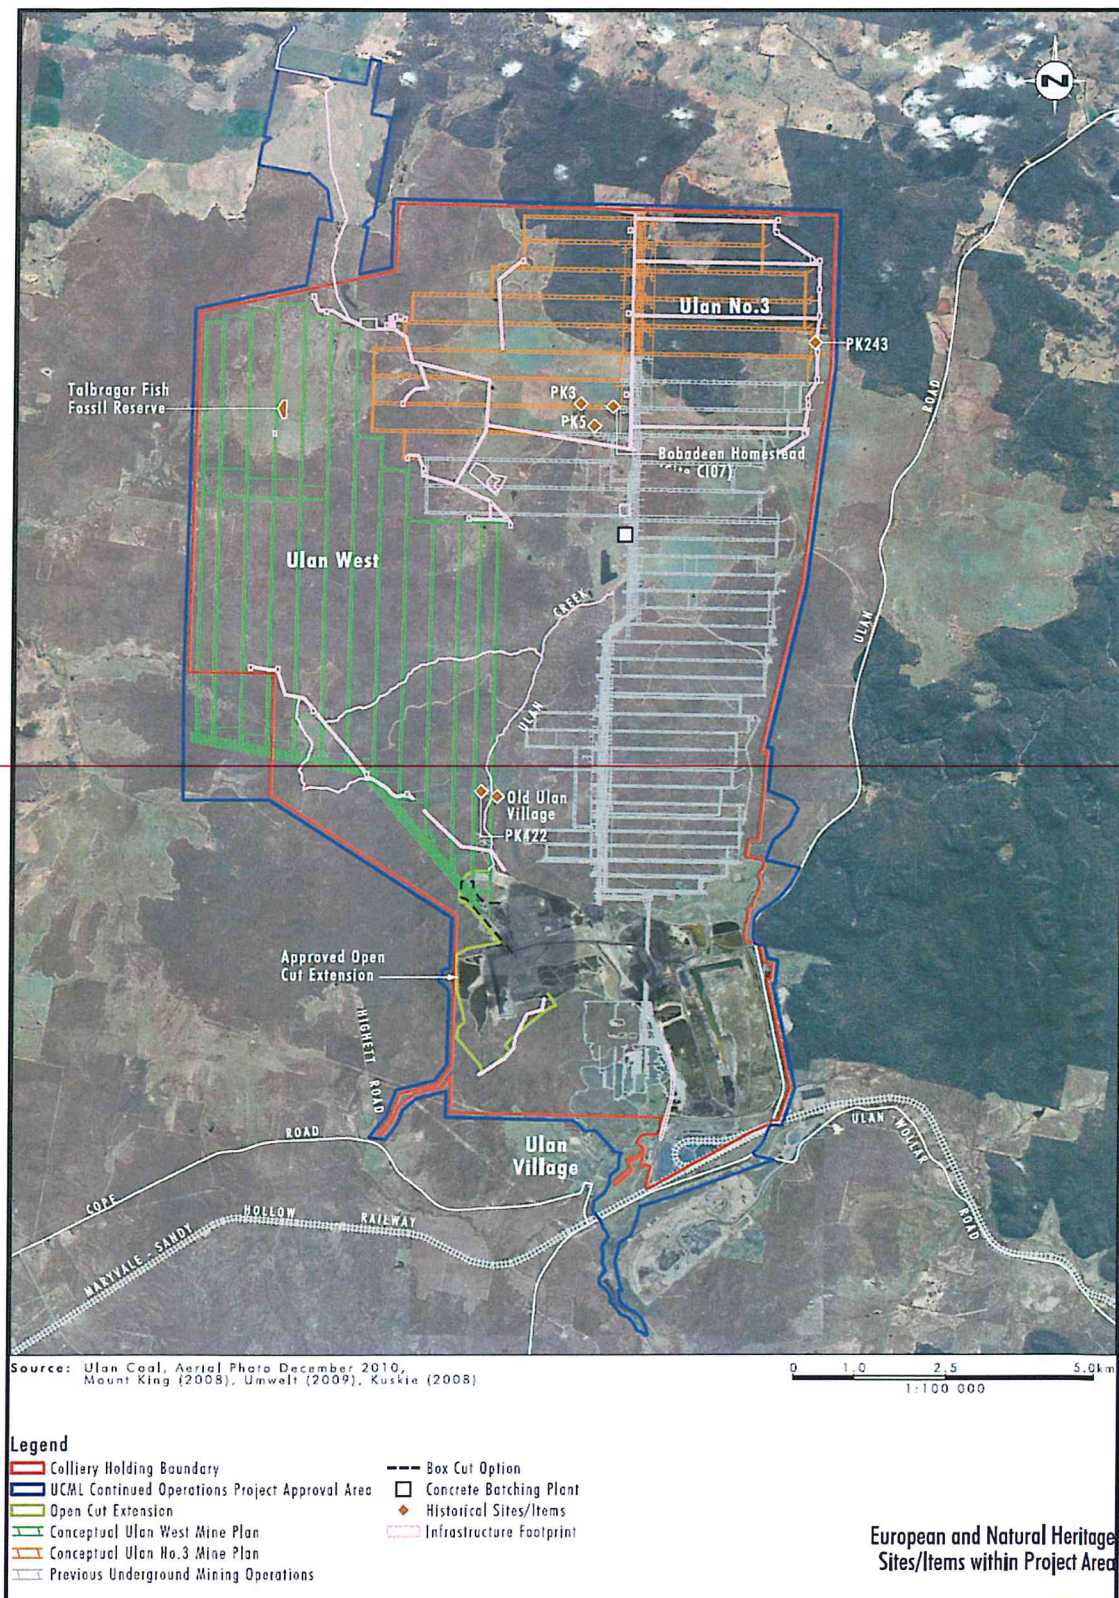 N
Ulan No.3
PK243
ROAD
Talbragar Fish
Fossil Reserve
PK3
PK5
Bobadeen Homestead
(C107)
Ulan West
CREEK
ULAN
ULAN
Old Ulan
Village
PK422
Approved Open
Cut Extension
HIGHETT
ROAD
ROAD
COPE
Ulan
Village
ULAN
WOLLAR
ROAD
MARYVALE - SANDY
HOLLOW
RAILWAY
Source: Ulan Coal, Aerial Photo December 2010,
Mount King (2008), Umwelt (2009), Kuskie (2008)
0 1.0 2.5 5.0km
1:100 000
Legend
Colliery Holding Boundary
UCML Continued Operations Project Approval Area
Open Cut Extension
Conceptual Ulan West Mine Plan
Conceptual Ulan No.3 Mine Plan
Previous Underground Mining Operations
Box Cut Option
Concrete Batching Plant
Historical Sites/Items
Infrastructure Footprint
European and Natural Heritage
Sites/Items within Project Area